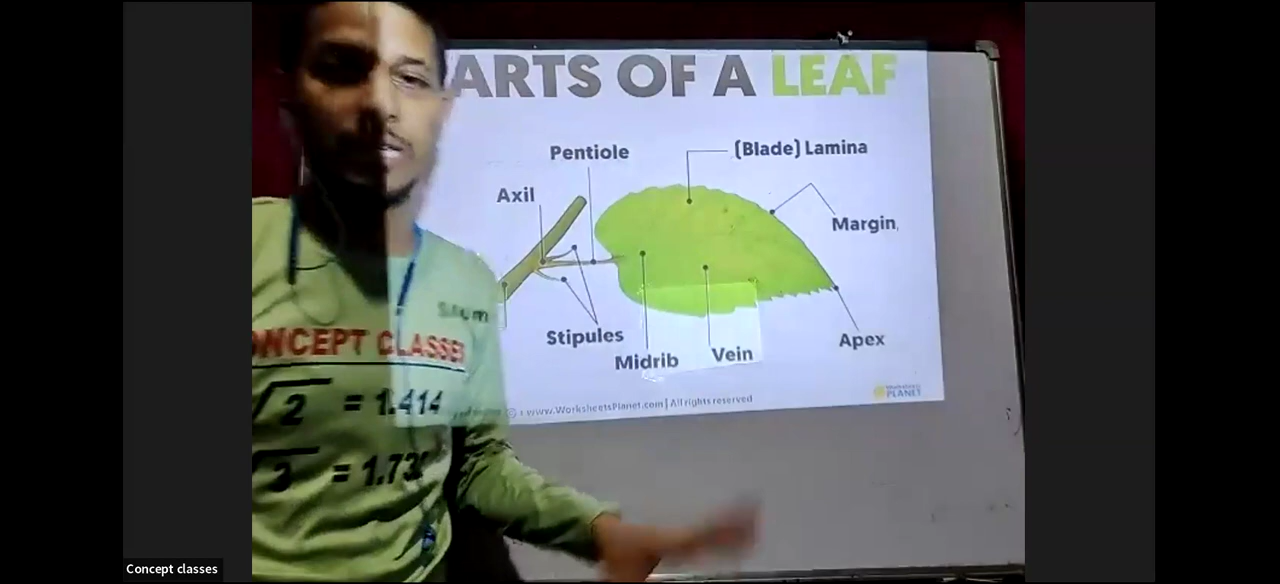 ARTS OF A LEAF
Pentiole
(Blade) Lamina
Axil
Margin,
Stipules
Midrib
Vein
Apex
www.WorksheetsPlanet.com | All rights reserved
PLANET
ONCEPT CLASSES
√2 = 1.414
√3 = 1.73
Concept classes